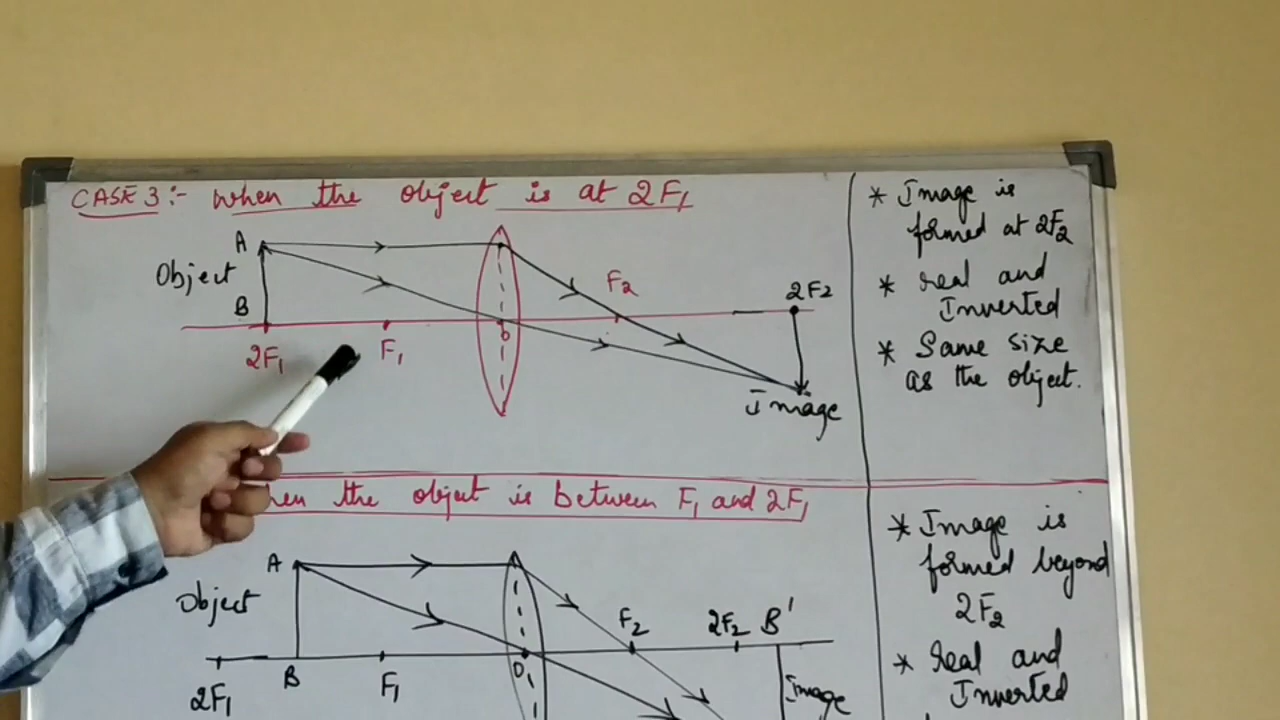 CASE 3:- when the object is at 2F₁
A
Object
B
2F₁
F₁
O
F₂
2F₂
Image
* Image is
formed at 2F₂
* real and
Inverted
* Same size
as the object.
the object is between F₁ and 2F₁
A
Object
B
2F₁
F₁
O
F₂
2F₂
B'
Image
* Image is
formed beyond
2F₂
* real and
Inverted